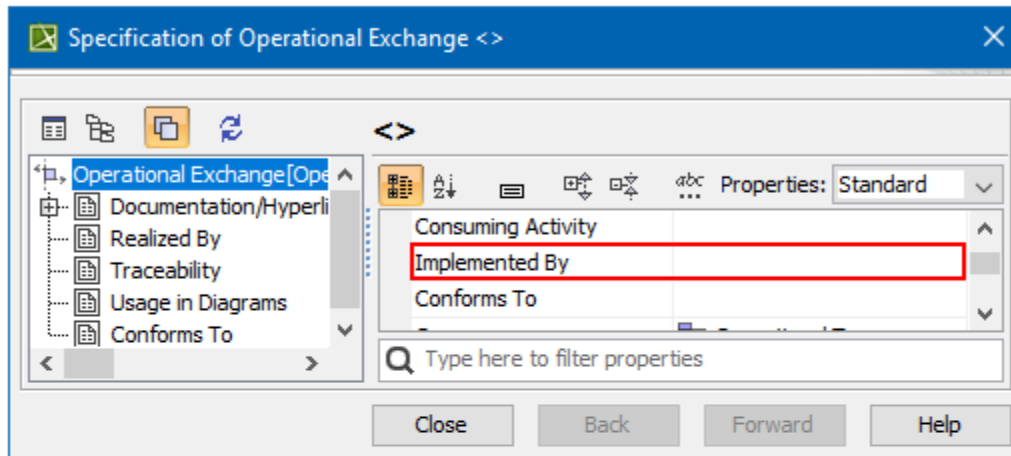 Specification of Operational Exchange <>
<>
Operational Exchange[Ope
Documentation/Hyperli
Realized By
Traceability
Usage in Diagrams
Conforms To
A
Z
abc
Properties: Standard
Consuming Activity
Implemented By
Conforms To
Type here to filter properties
Close
Back
Forward
Help